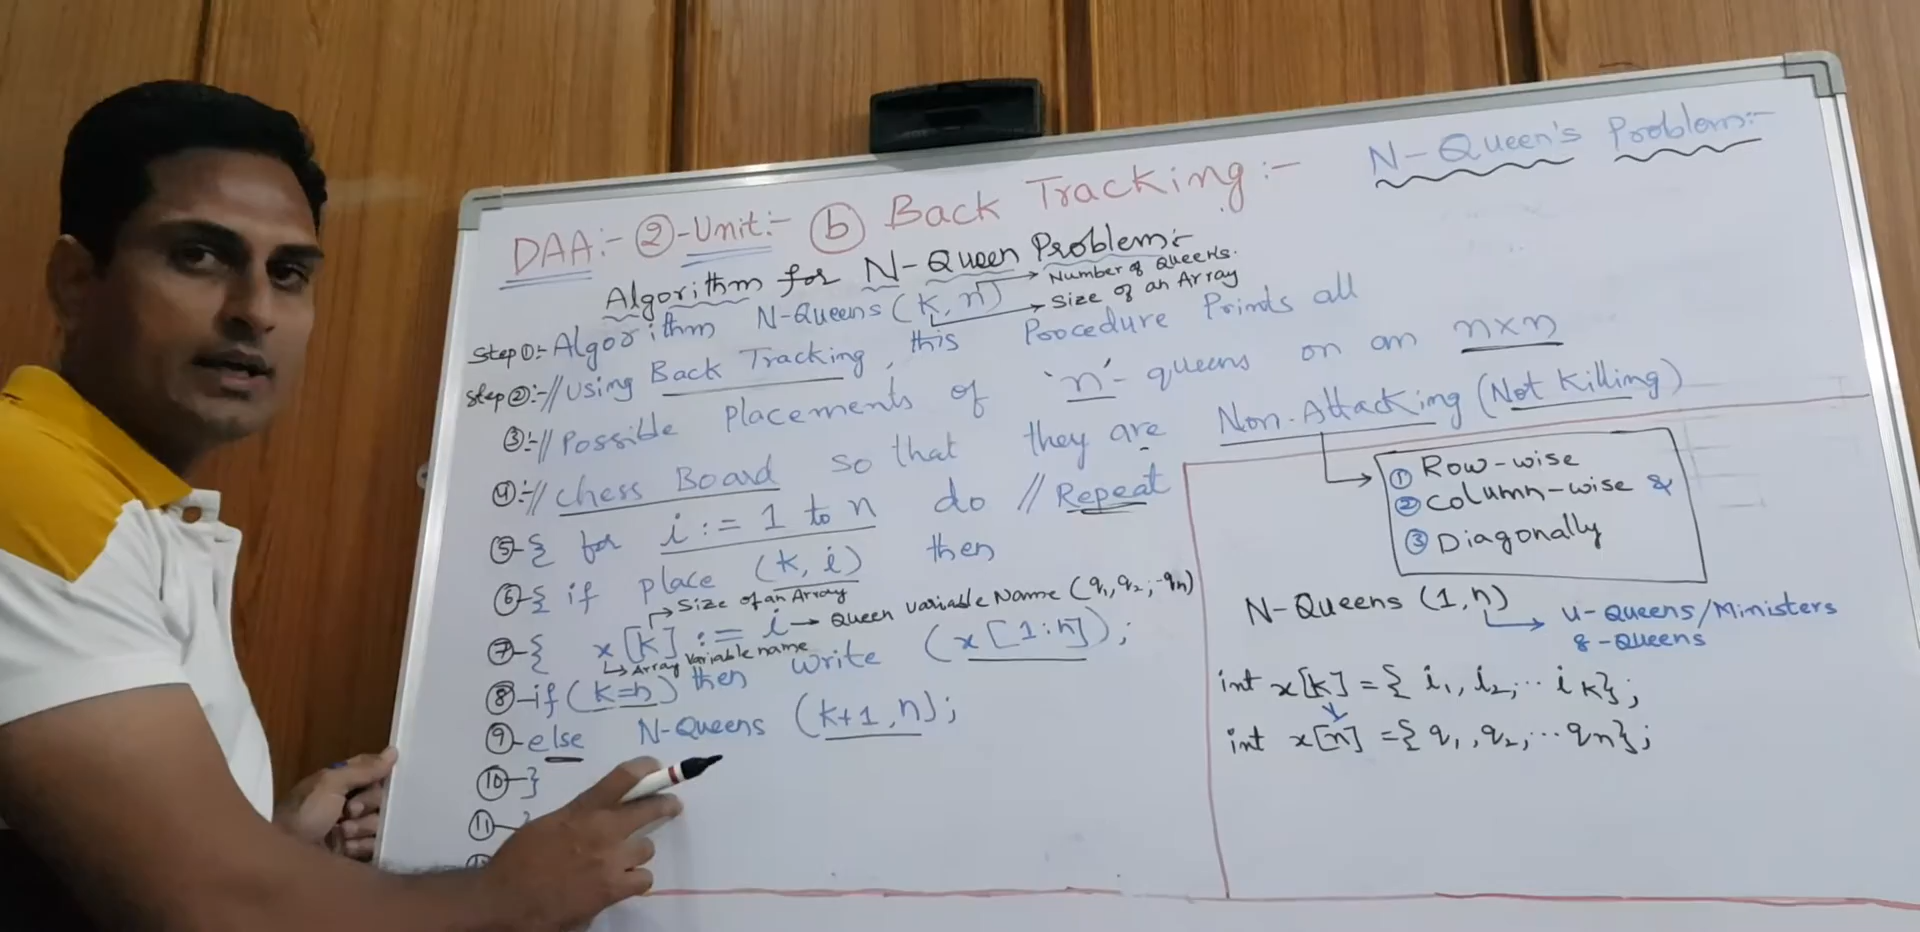 N-Queen's Problem:-
DAA:- ②-Unit:- ⓑ Back Tracking:-
Algorithm for N-Queen Problem:-
→ Number of Queens.
Step①:- Algorithm N-Queens (k, n) → Size of an Array
Step②:- // Using Back Tracking, this Procedure Prints all
③:- // Possible Placements of 'n'- queens on an n×n
④:- // Chess Board so that they are Non-Attacking (Not Killing)
⑤-{ for i := 1 to n do // Repeat
⑥-{ if place (k, i) then
→ Size of an Array
⑦-{ x[k] := i → Queen Variable Name (q1, q2, --qn)
↳ Array Variable name
⑧-if (k=n) then write (x[1:n]);
⑨-else N-Queens (k+1, n);
⑩-}
⑪-
① Row-wise
② Column-wise &
③ Diagonally
N-Queens (1, n)
→ 4-Queens/Ministers
8-Queens
int x[k] = { i1, i2, ... ik};
int x[n] = {q1, q2, ... qn};